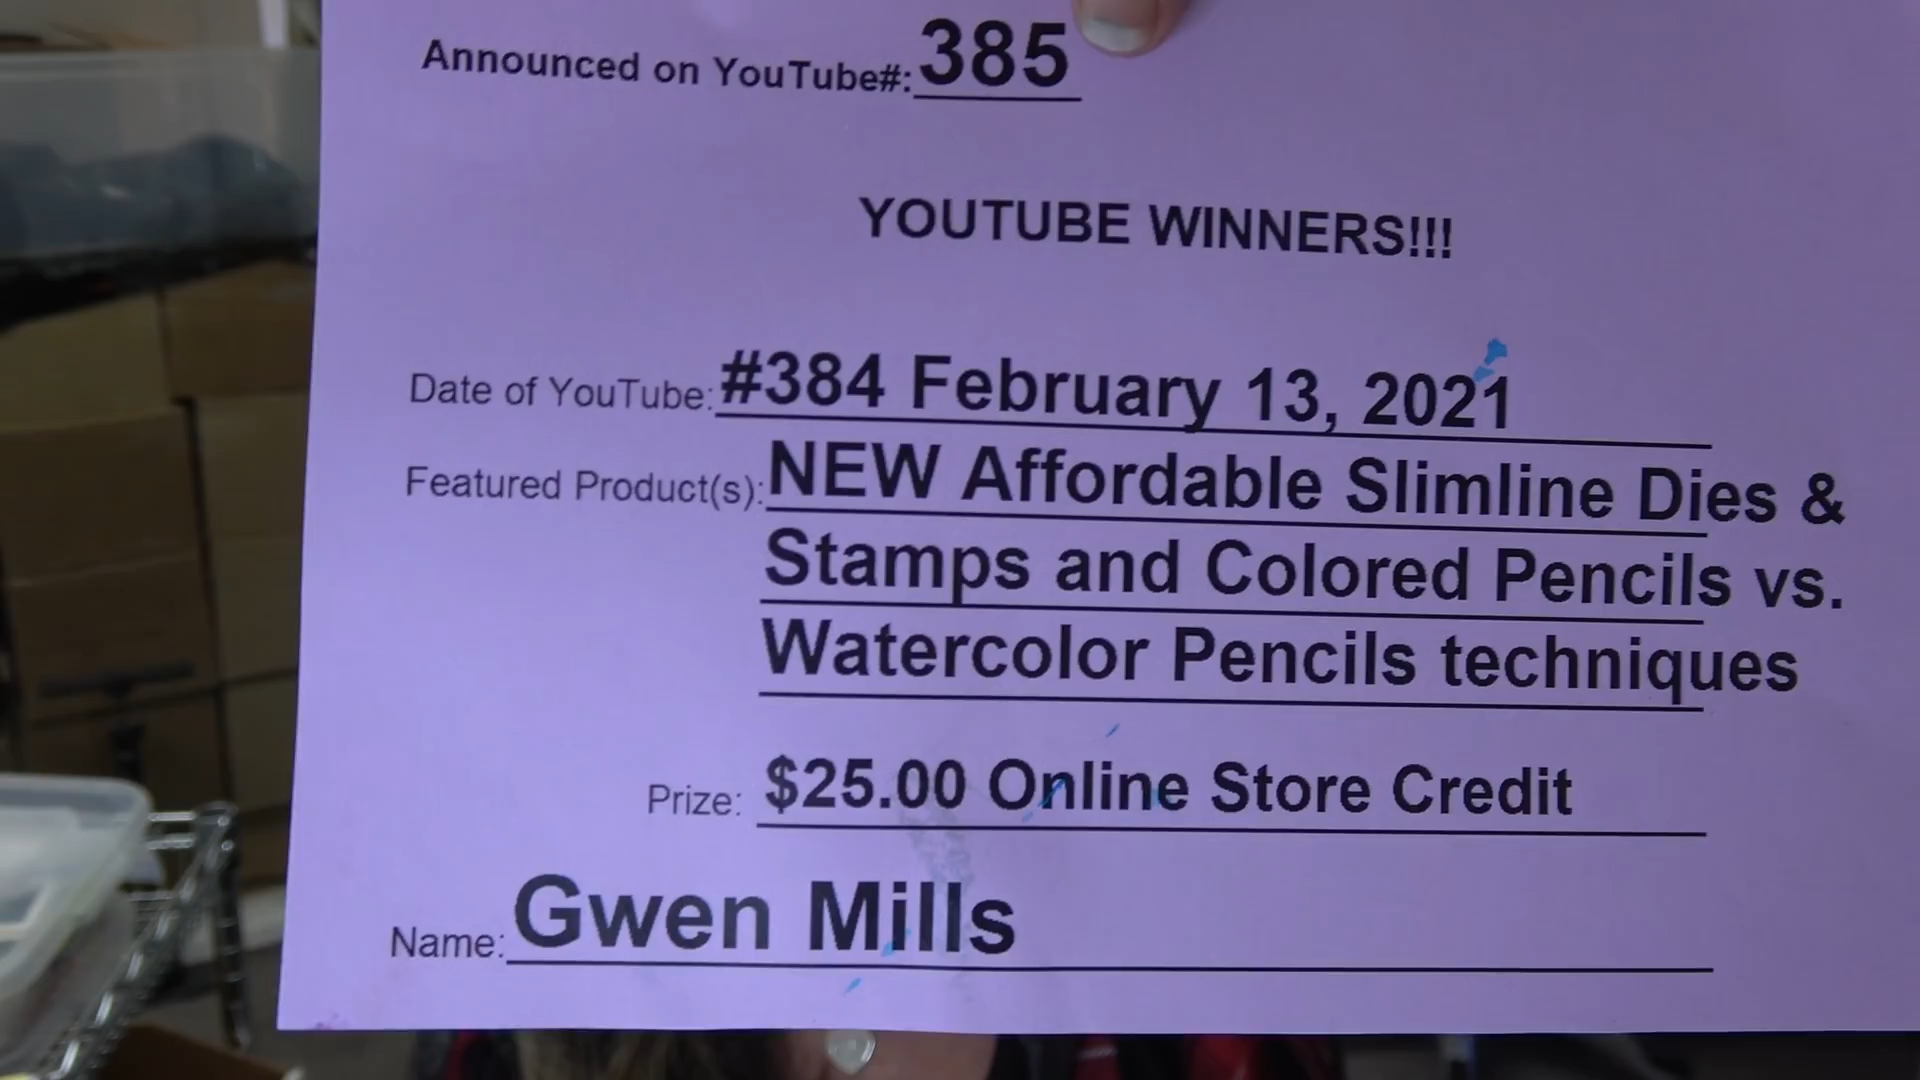 Announced on YouTube#: 385
YOUTUBE WINNERS!!!
Date of YouTube: #384 February 13, 2021
Featured Product(s): NEW Affordable Slimline Dies &
Stamps and Colored Pencils vs.
Watercolor Pencils techniques
Prize: $25.00 Online Store Credit
Name: Gwen Mills